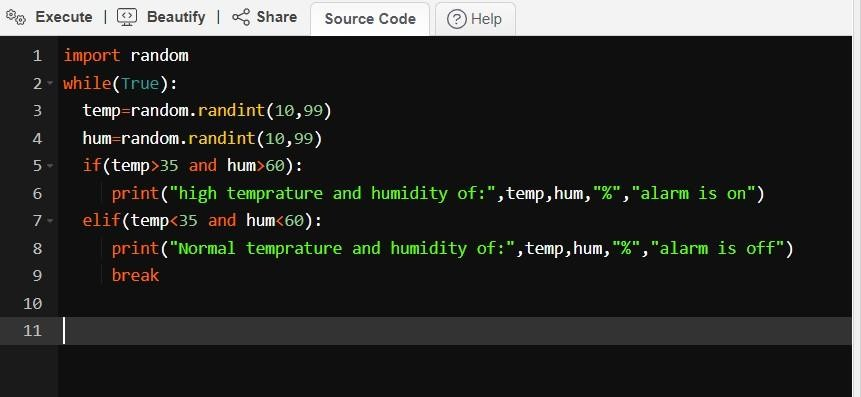 Execute | Beautify | Share Source Code ? Help
1 import random
2 while(True):
3 temp=random.randint(10,99)
4 hum=random.randint(10,99)
5 if(temp>35 and hum>60):
6 print("high temprature and humidity of:",temp,hum,"%","alarm is on")
7 elif(temp<35 and hum<60):
8 print("Normal temprature and humidity of:",temp,hum,"%","alarm is off")
9 break
10
11